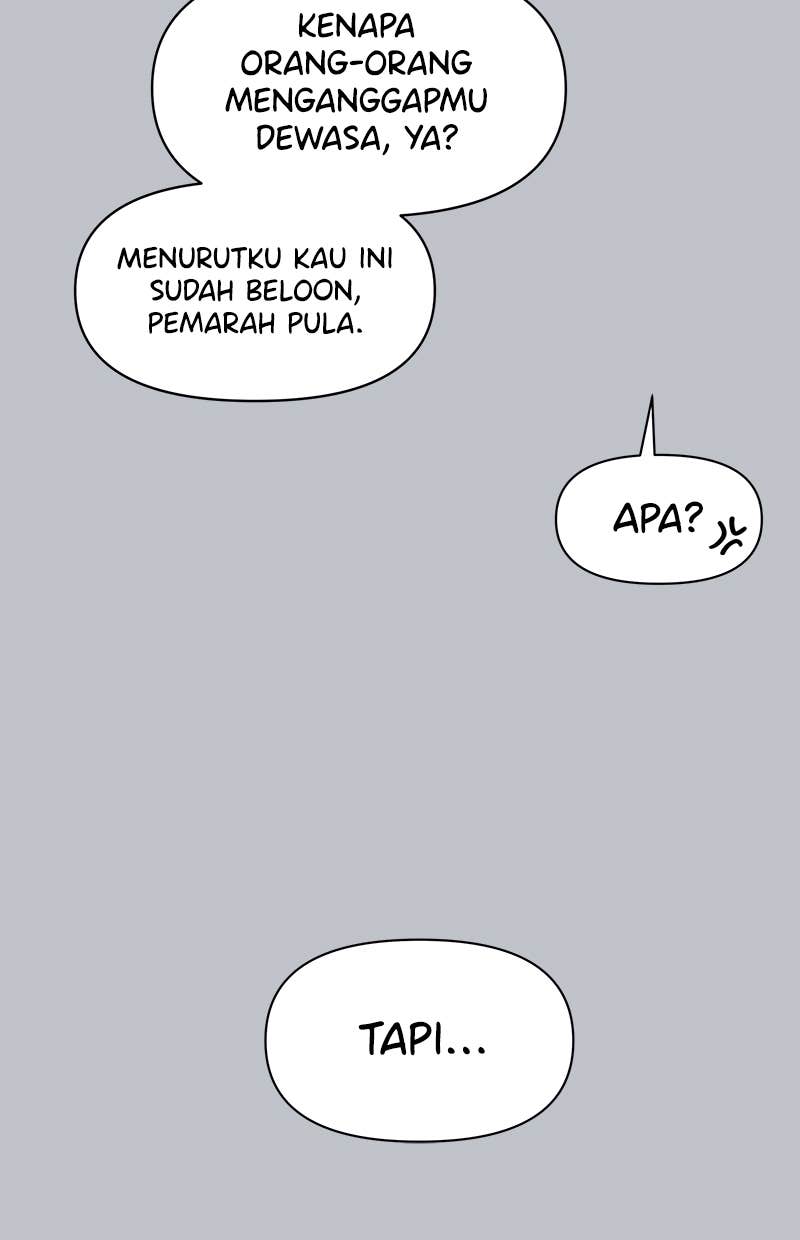 KENAPA
ORANG-ORANG
MENGANGGAPMU
DEWASA, YA?
MENURUTKU KAU INI
SUDAH BELOON,
PEMARAH PULA.
APA?
TAPI...